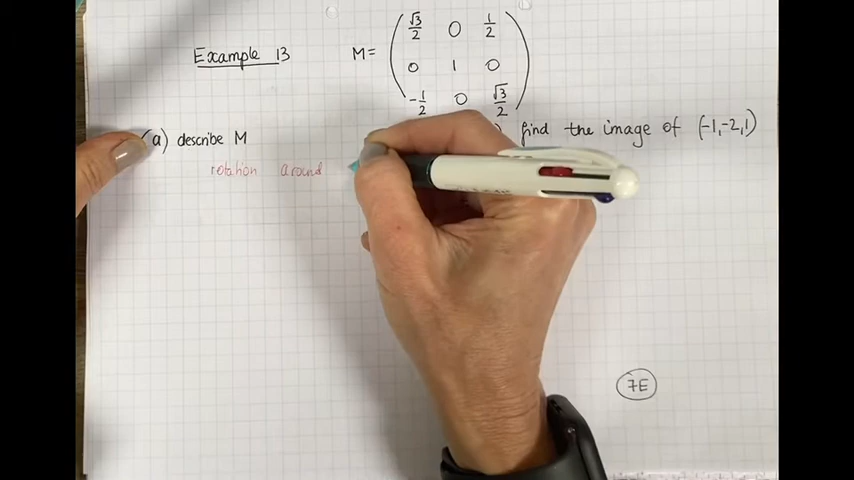 Example 13
M= ( √3/2 0 1/2
0 1 0
-1/2 0 √3/2 )
(a) describe M
) find the image of (-1,-2,1)
rotation around
7E